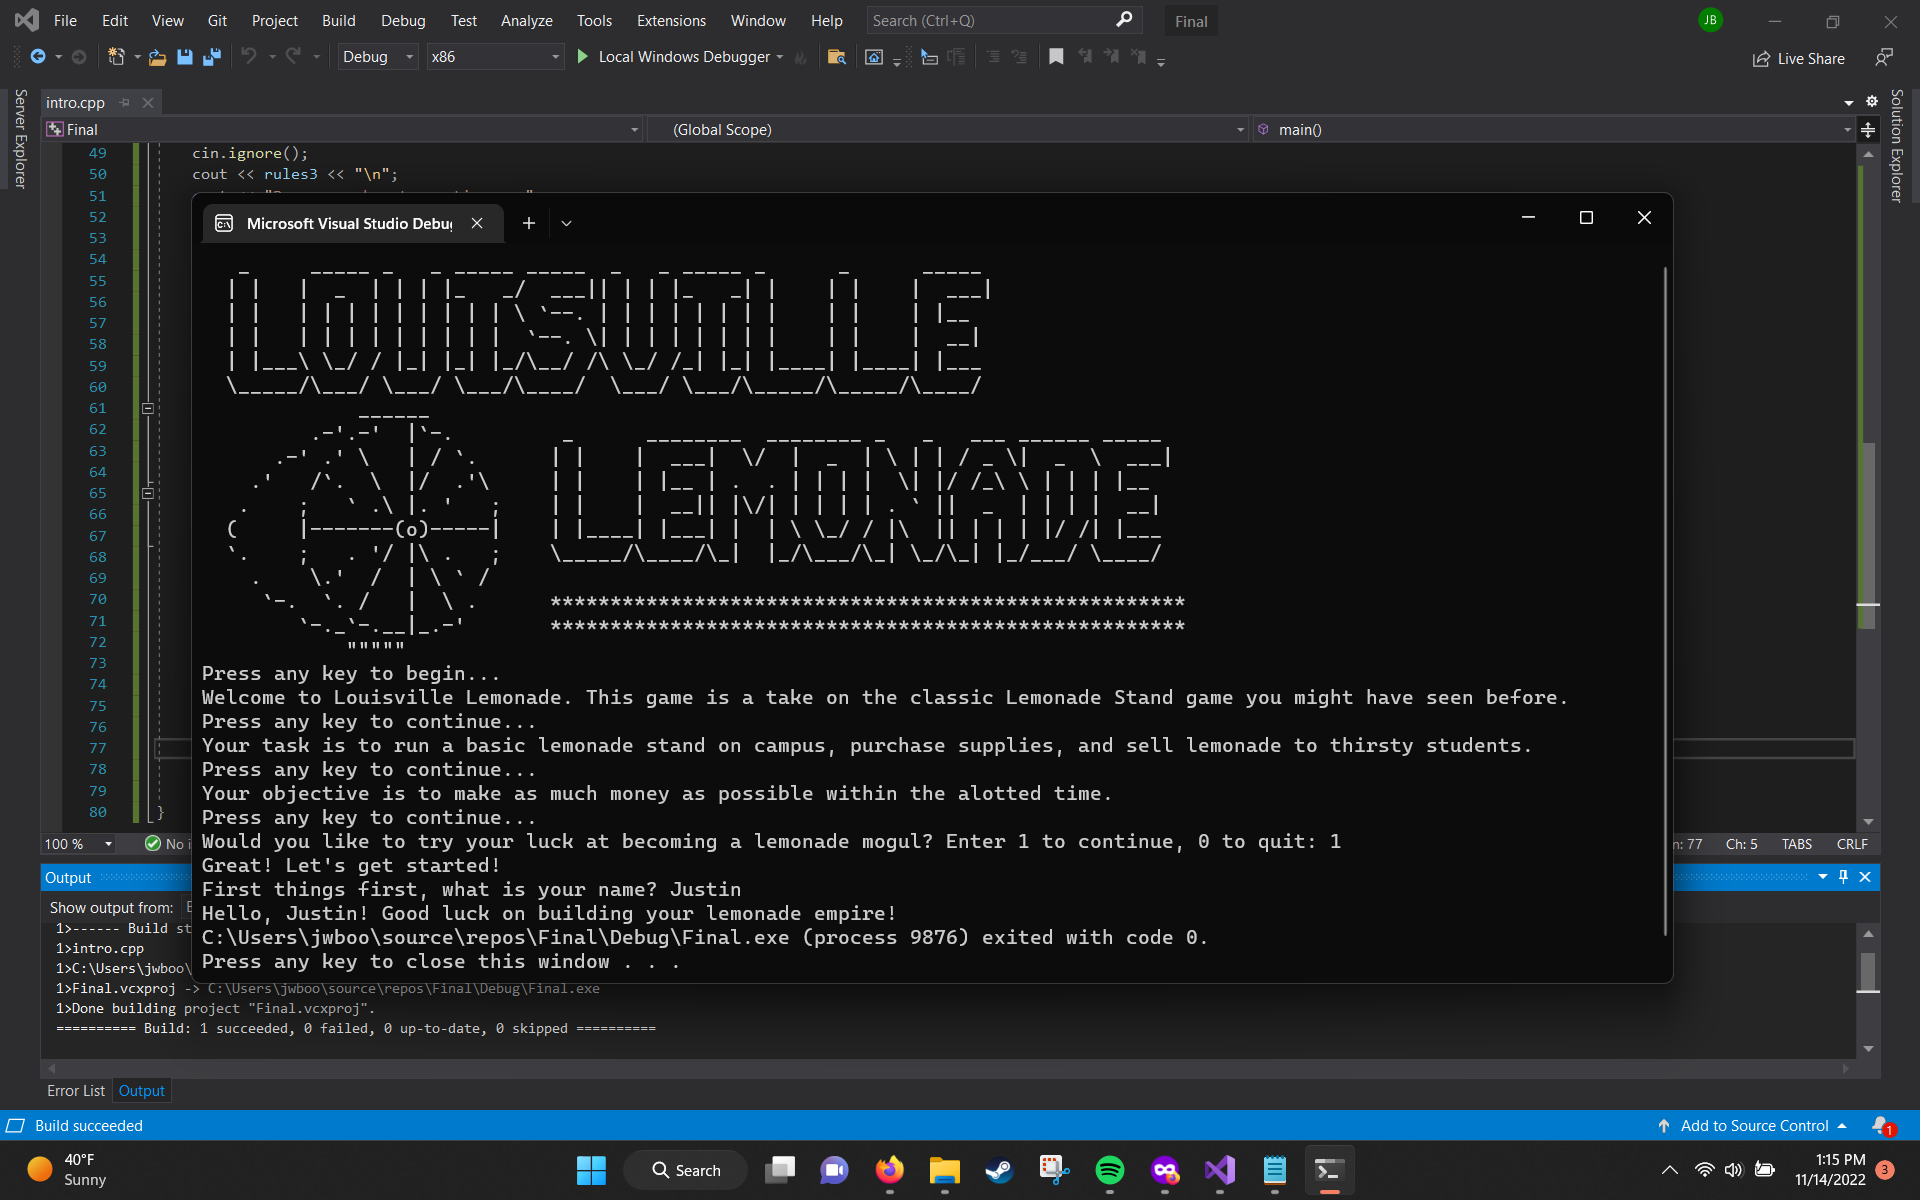 File Edit View Git Project Build Debug Test Analyze Tools Extensions Window Help Search (Ctrl+Q) Final JB
Debug x86 Local Windows Debugger Live Share
Server Explorer
Solution Explorer
intro.cpp
Final (Global Scope) main()
49 cin.ignore();
50 cout << rules3 << "\n";
51
52
53
54
55
56
57
58
59
60
61
62
63
64
65
66
67
68
69
70
71
72
73
74
75
76
77
78
79
80 }
Microsoft Visual Studio Debug
LOUISVILLE
LEMONADE
*****************************************************
*****************************************************
Press any key to begin...
Welcome to Louisville Lemonade. This game is a take on the classic Lemonade Stand game you might have seen before.
Press any key to continue...
Your task is to run a basic lemonade stand on campus, purchase supplies, and sell lemonade to thirsty students.
Press any key to continue...
Your objective is to make as much money as possible within the alotted time.
Press any key to continue...
Would you like to try your luck at becoming a lemonade mogul? Enter 1 to continue, 0 to quit: 1
Great! Let's get started!
First things first, what is your name? Justin
Hello, Justin! Good luck on building your lemonade empire!
C:\Users\jwboo\source\repos\Final\Debug\Final.exe (process 9876) exited with code 0.
Press any key to close this window . . .
100 % No Ln: 77 Ch: 5 TABS CRLF
Output
Show output from:
1>------ Build st
1>intro.cpp
1>C:\Users\jwboo\
1>Final.vcxproj -> C:\Users\jwboo\source\repos\Final\Debug\Final.exe
1>Done building project "Final.vcxproj".
========== Build: 1 succeeded, 0 failed, 0 up-to-date, 0 skipped ==========
Error List Output
Build succeeded Add to Source Control 1
40°F
Sunny
Search
1:15 PM
11/14/2022
3